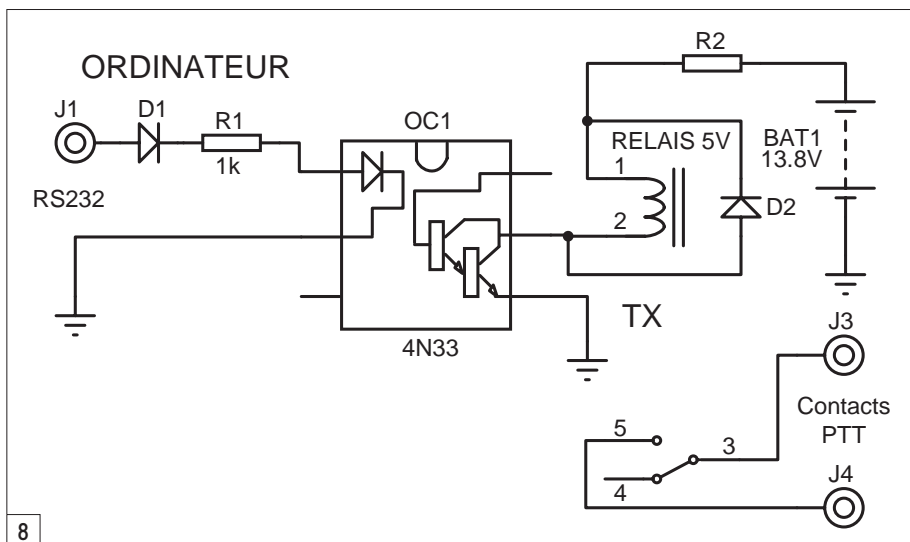 ORDINATEUR
J1
D1
R1
1k
RS232
OC1
4N33
R2
RELAIS 5V
1
2
BAT1
13.8V
D2
TX
J3
Contacts
PTT
5
3
4
J4
8